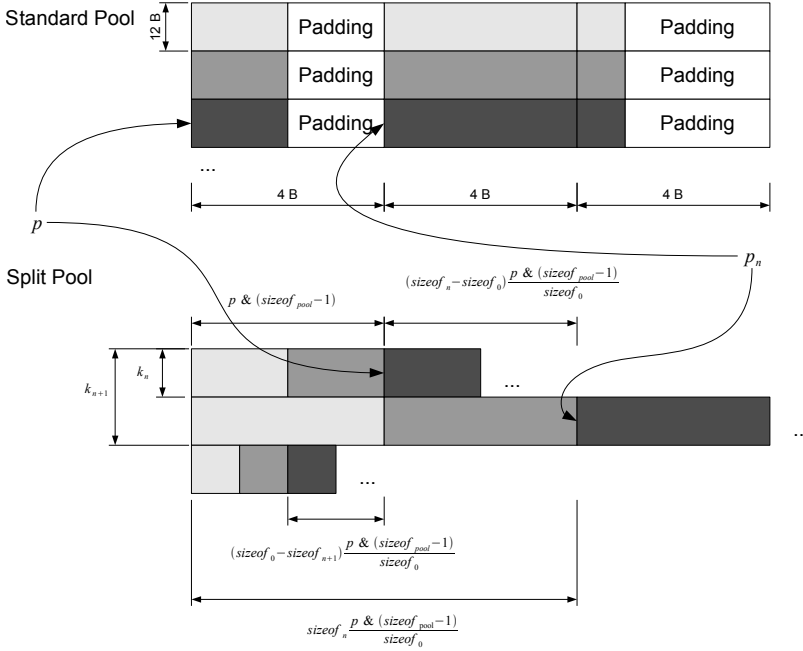 Standard Pool
12 B
Padding
Padding
Padding
Padding
Padding
Padding
...
4 B
4 B
4 B
p
p_n
Split Pool
p & (sizeof_pool−1)
(sizeof_n−sizeof_0) p & (sizeof_pool−1) / sizeof_0
k_n
k_{n+1}
...
..
...
(sizeof_0−sizeof_{n+1}) p & (sizeof_pool−1) / sizeof_0
sizeof_n p & (sizeof_pool−1) / sizeof_0